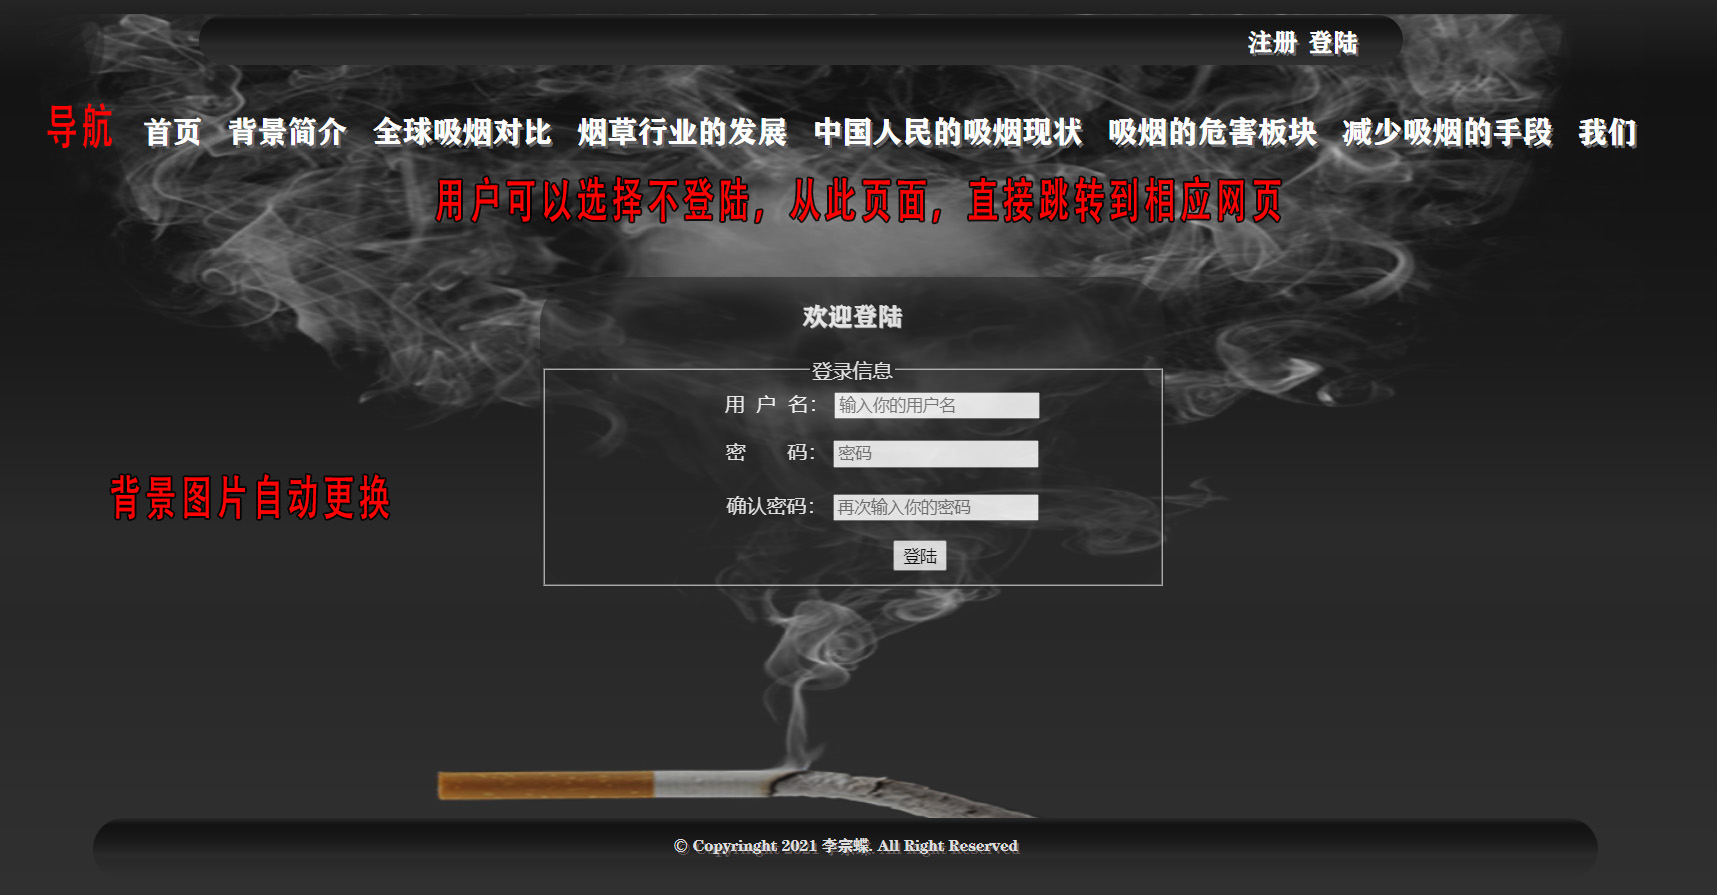 注册 登陆
导航 首页 背景简介 全球吸烟对比 烟草行业的发展 中国人民的吸烟现状 吸烟的危害板块 减少吸烟的手段 我们
用户可以选择不登陆，从此页面，直接跳转到相应网页
欢迎登陆
登录信息
用 户 名： 输入你的用户名
密 码： 密码
背景图片自动更换
确认密码： 再次输入你的密码
登陆
© Copyringht 2021 李宗蝶. All Right Reserved